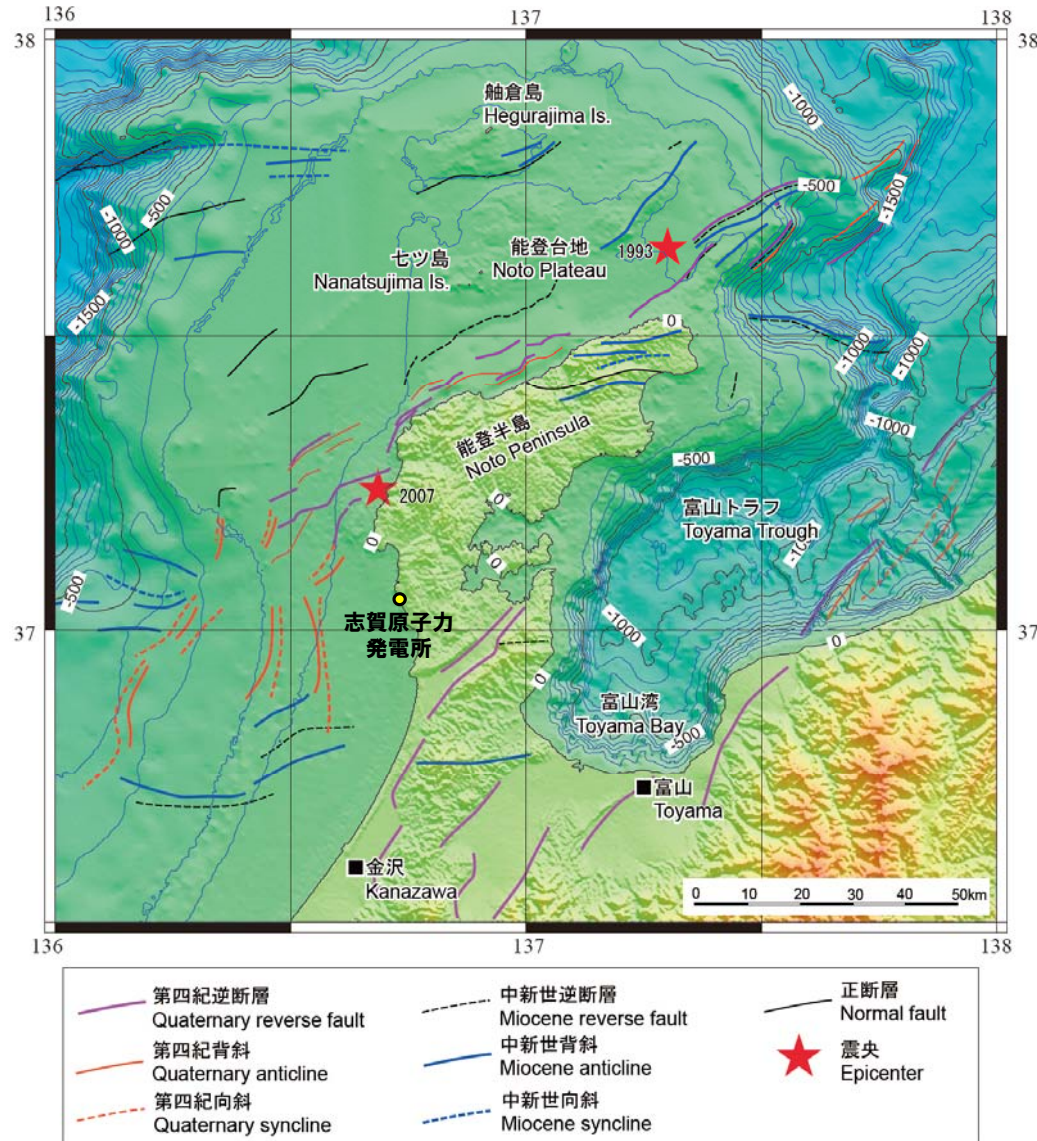 136
137
138
38
38
舳倉島
Hegurajima Is.
-1000
-500
-1500
-500
-1000
-1500
1993
能登台地
Noto Plateau
七ツ島
Nanatsujima Is.
0
-1000
-1000
-1000
能登半島
Noto Peninsula
-500
2007
0
富山トラフ
Toyama Trough
-10
0
0
-500
志賀原子力
発電所
37
37
-1000
0
0
富山湾
Toyama Bay
-500
富山
Toyama
金沢
Kanazawa
0 10 20 30 40 50km
136
137
138
第四紀逆断層
Quaternary reverse fault
第四紀背斜
Quaternary anticline
第四紀向斜
Quaternary syncline
中新世逆断層
Miocene reverse fault
中新世背斜
Miocene anticline
中新世向斜
Miocene syncline
正断層
Normal fault
震央
Epicenter